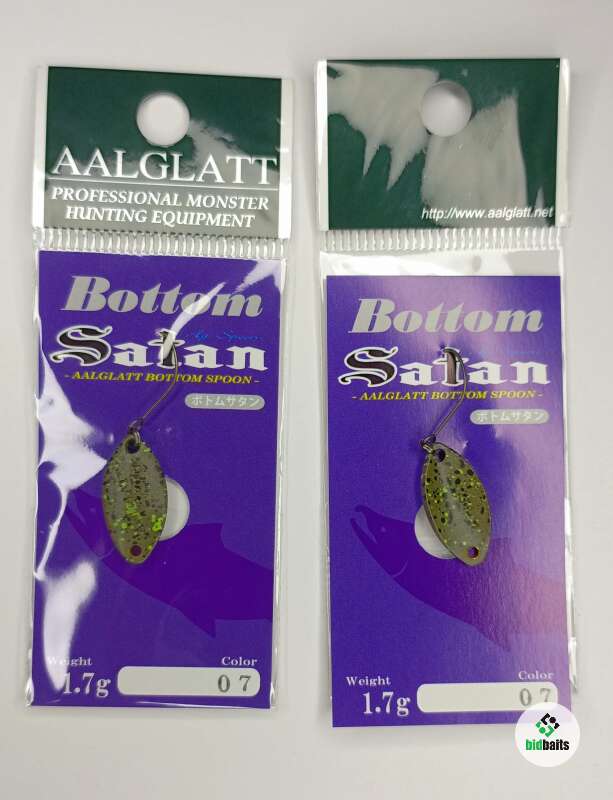 AALGLATT
PROFESSIONAL MONSTER
HUNTING EQUIPMENT
Bottom
Satan
- AALGLATT BOTTOM SPOON -
ボトムサタン
Weight
Color
1.7g
07
http://www.aalglatt.net
Bottom
Satan
- AALGLATT BOTTOM SPOON -
ボトムサタン
Weight
Color
1.7g
07
bidbaits